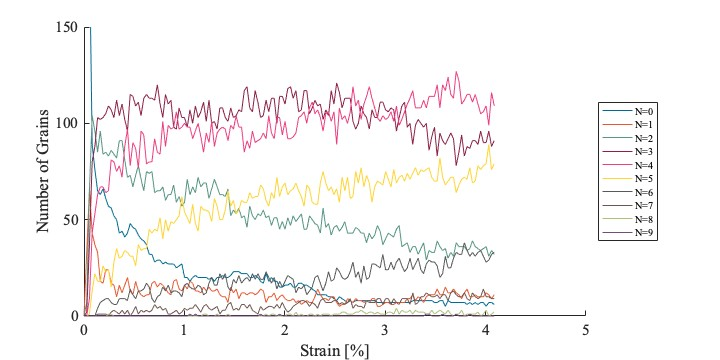 150
100
50
0
0
1
2
3
4
5
Number of Grains
Strain [%]
N=0
N=1
N=2
N=3
N=4
N=5
N=6
N=7
N=8
N=9